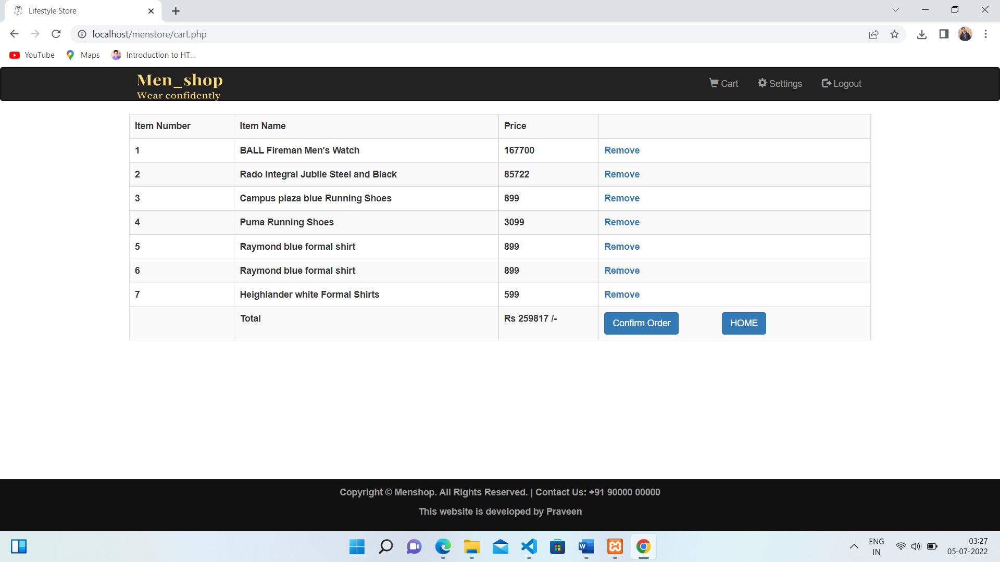 Lifestyle Store
localhost/menstore/cart.php
YouTube Maps Introduction to HT...
Men_shop
Wear confidently
Cart Settings Logout
Item Number Item Name Price
1 BALL Fireman Men's Watch 167700 Remove
2 Rado Integral Jubile Steel and Black 85722 Remove
3 Campus plaza blue Running Shoes 899 Remove
4 Puma Running Shoes 3099 Remove
5 Raymond blue formal shirt 899 Remove
6 Raymond blue formal shirt 899 Remove
7 Heighlander white Formal Shirts 599 Remove
Total Rs 259817 /- Confirm Order HOME
Copyright © Menshop. All Rights Reserved. | Contact Us: +91 90000 00000
This website is developed by Praveen
ENG
IN
03:27
05-07-2022